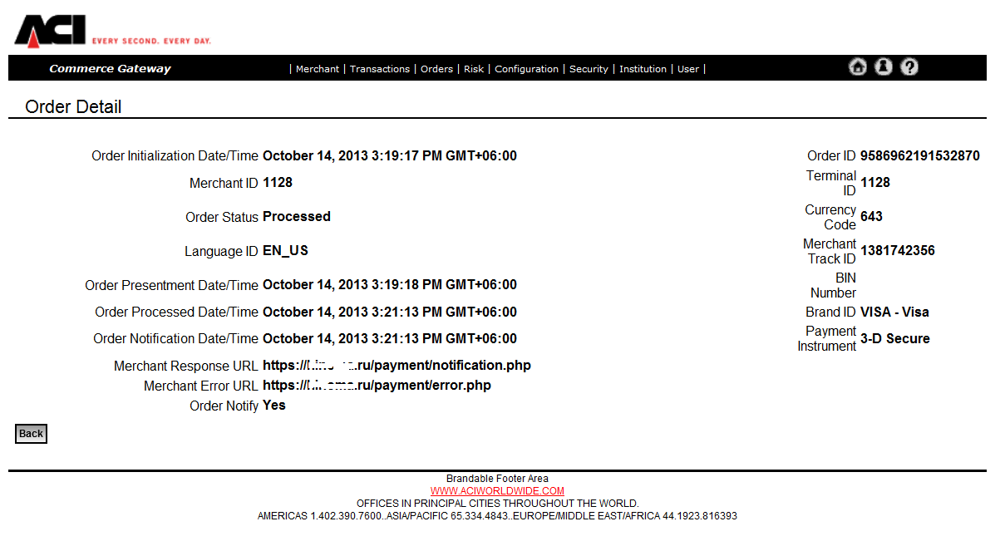 ACI EVERY SECOND. EVERY DAY.
Commerce Gateway | Merchant | Transactions | Orders | Risk | Configuration | Security | Institution | User |
Order Detail
Order Initialization Date/Time October 14, 2013 3:19:17 PM GMT+06:00 Order ID 9586962191532870
Merchant ID 1128 Terminal
ID 1128
Order Status Processed Currency
Code 643
Language ID EN_US Merchant
Track ID 1381742356
BIN
Number
Order Presentment Date/Time October 14, 2013 3:19:18 PM GMT+06:00
Order Processed Date/Time October 14, 2013 3:21:13 PM GMT+06:00 Brand ID VISA - Visa
Order Notification Date/Time October 14, 2013 3:21:13 PM GMT+06:00 Payment
Instrument 3-D Secure
Merchant Response URL https:// .ru/payment/notification.php
Merchant Error URL https:// .ru/payment/error.php
Order Notify Yes
Back
Brandable Footer Area
WWW.ACIWORLDWIDE.COM
OFFICES IN PRINCIPAL CITIES THROUGHOUT THE WORLD.
AMERICAS 1.402.390.7600..ASIA/PACIFIC 65.334.4843..EUROPE/MIDDLE EAST/AFRICA 44.1923.816393